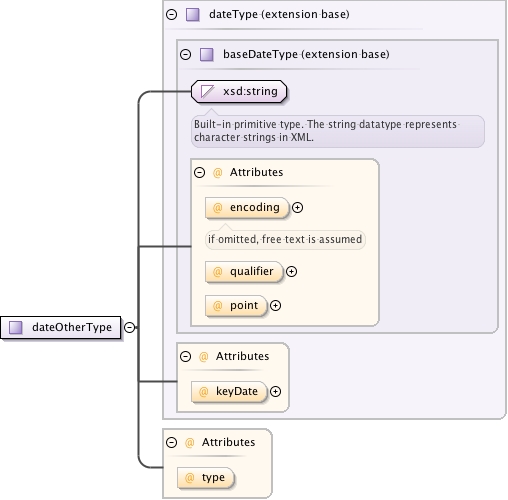 dateType (extension base)
baseDateType (extension base)
xsd:string
Built-in primitive type. The string datatype represents
character strings in XML.
@ Attributes
@ encoding
if omitted, free text is assumed
@ qualifier
@ point
dateOtherType
@ Attributes
@ keyDate
@ Attributes
@ type